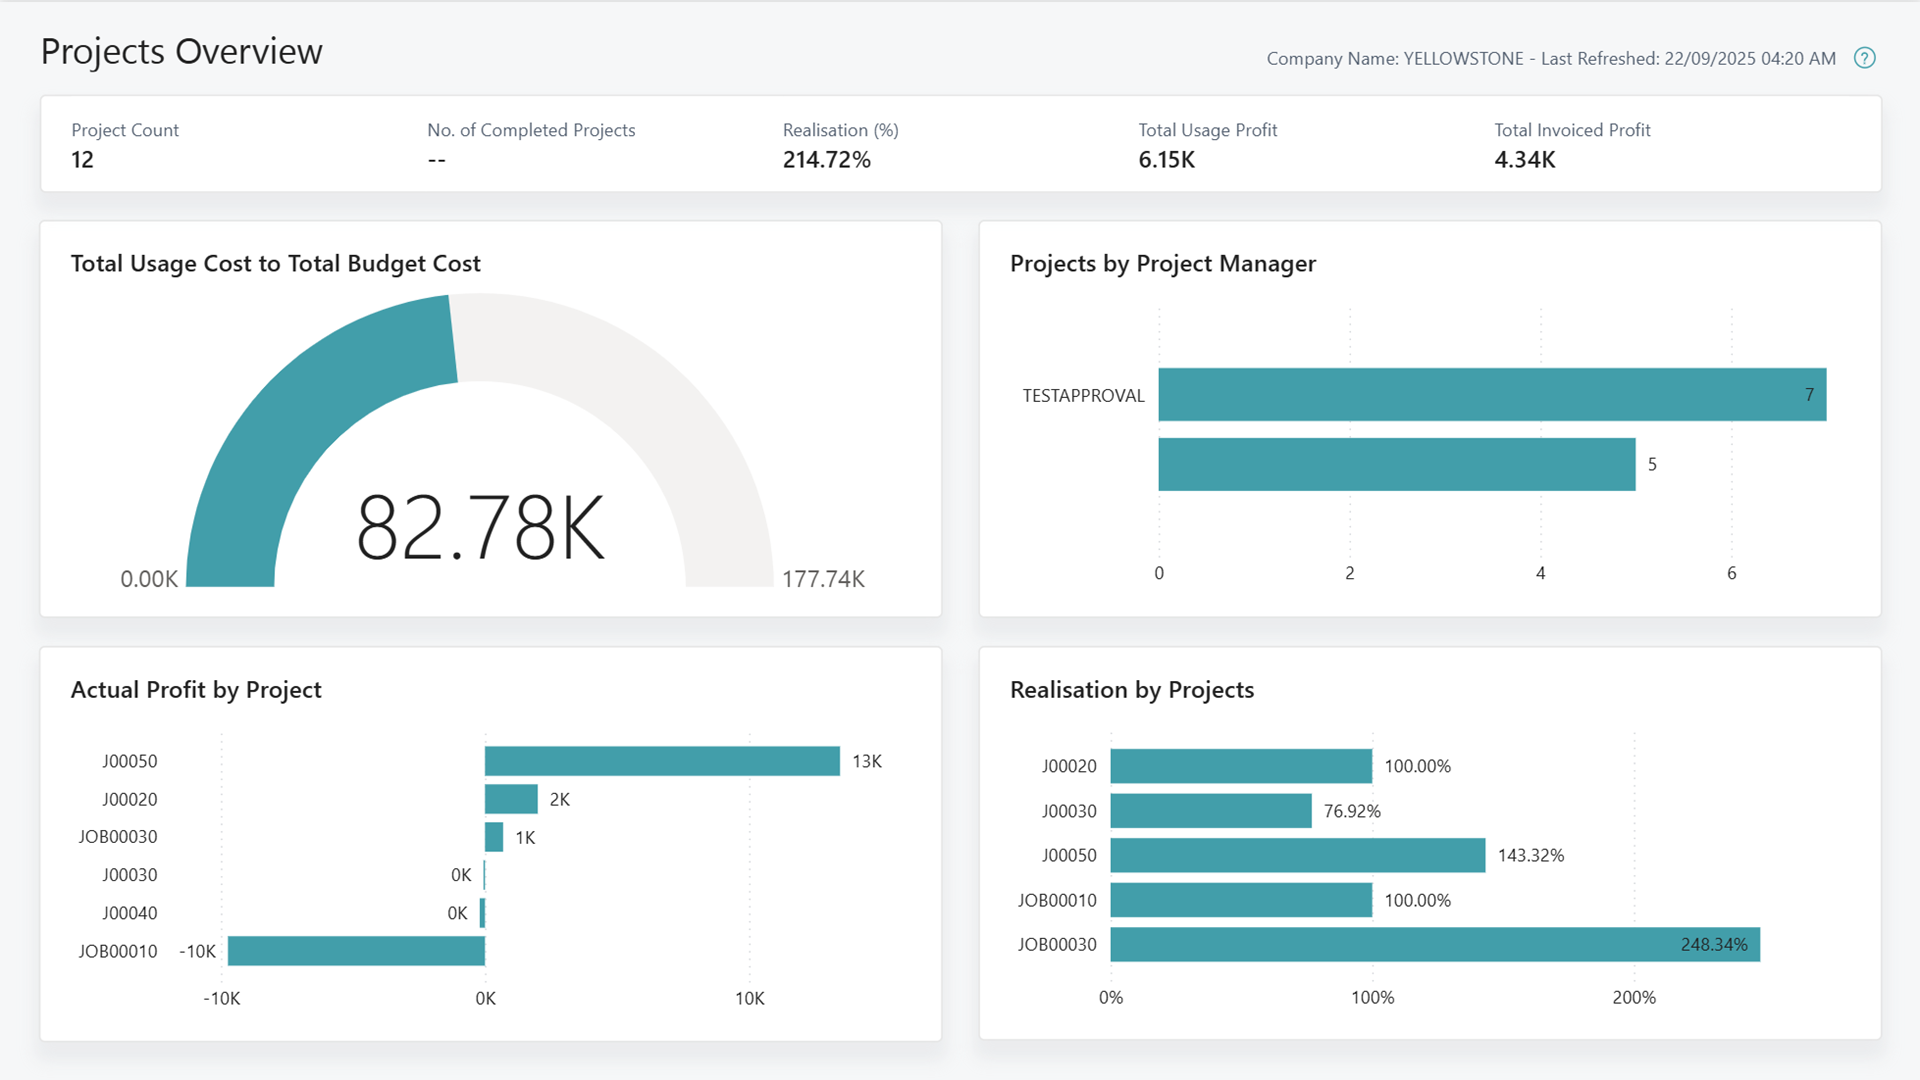 Projects Overview
Company Name: YELLOWSTONE - Last Refreshed: 22/09/2025 04:20 AM ?
Project Count
12
No. of Completed Projects
--
Realisation (%)
214.72%
Total Usage Profit
6.15K
Total Invoiced Profit
4.34K
Total Usage Cost to Total Budget Cost
82.78K
0.00K
177.74K
Projects by Project Manager
TESTAPPROVAL 7
5
0 2 4 6
Actual Profit by Project
J00050 13K
J00020 2K
JOB00030 1K
J00030 0K
J00040 0K
JOB00010 -10K
-10K 0K 10K
Realisation by Projects
J00020 100.00%
J00030 76.92%
J00050 143.32%
JOB00010 100.00%
JOB00030 248.34%
0% 100% 200%